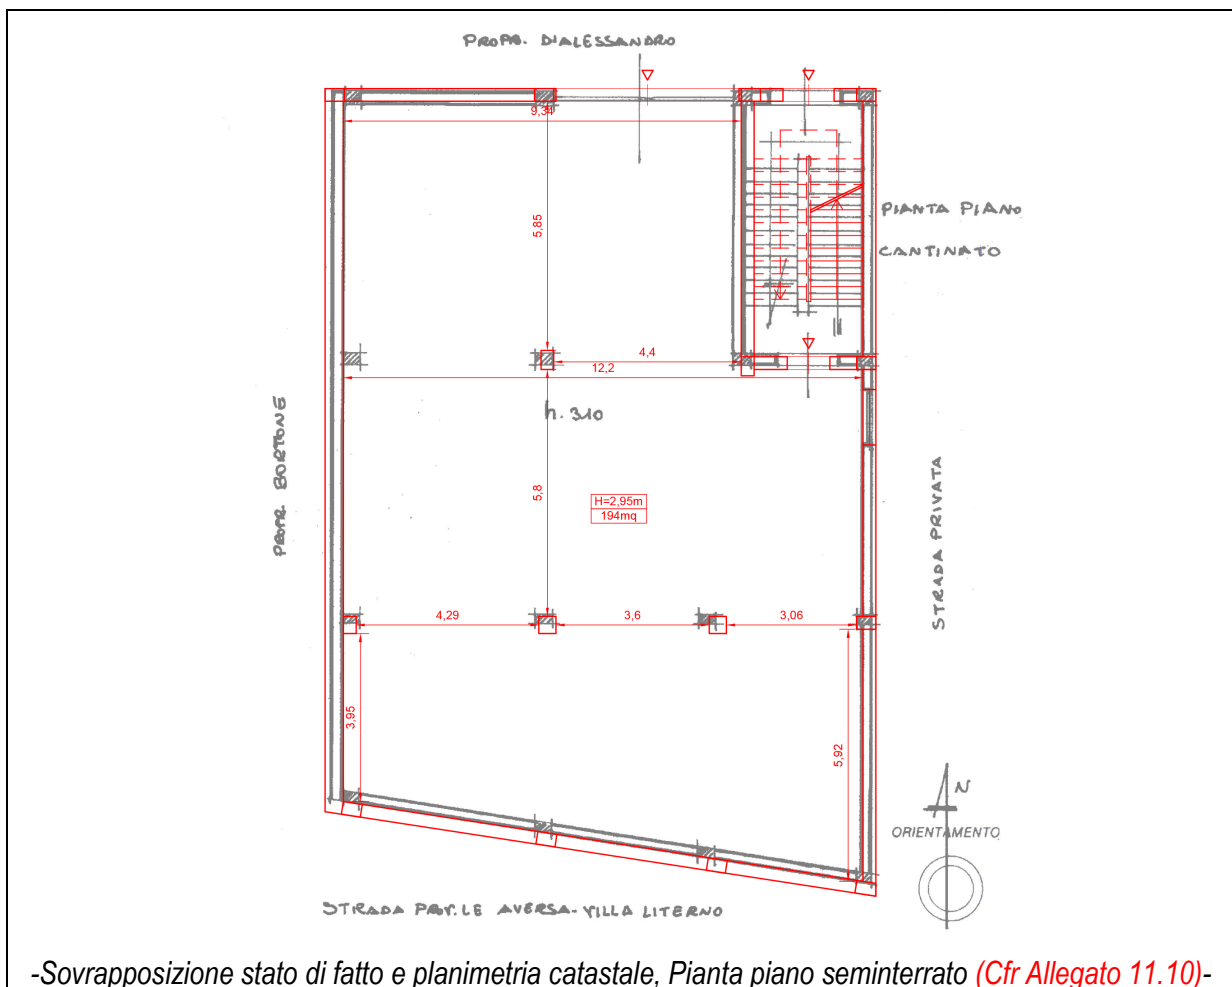 PROPR. DIALESSANDRO
9,34
5,85
PIANTA PIANO
CANTINATO
4,4
12,2
h. 3.10
PROPR. BORTONE
5,8
H=2,95m
194mq
STRADA PRIVATA
4,29
3,6
3,06
3,95
5,92
N
ORIENTAMENTO
STRADA PROV.LE AVERSA-VILLA LITERNO
-Sovrapposizione stato di fatto e planimetria catastale, Pianta piano seminterrato (Cfr Allegato 11.10)-